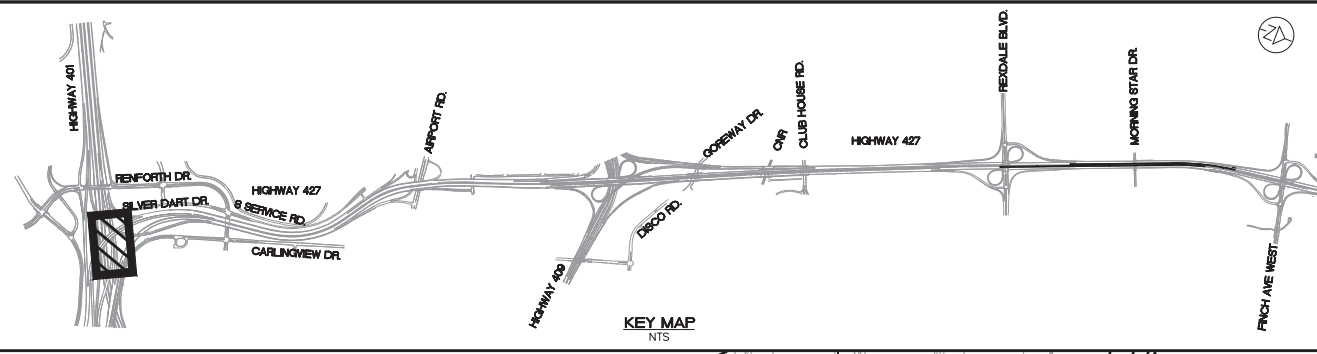 HIGHWAY 401
RENFORTH DR.
SILVER DART DR.
HIGHWAY 427
S SERVICE RD.
CARLINGVIEW DR.
AIRPORT RD.
HIGHWAY 409
DISCO RD.
GOREWAY DR.
CNR
CLUB HOUSE RD.
HIGHWAY 427
REXDALE BLVD.
MORNING STAR DR.
FINCH AVE WEST
N
KEY MAP
NTS